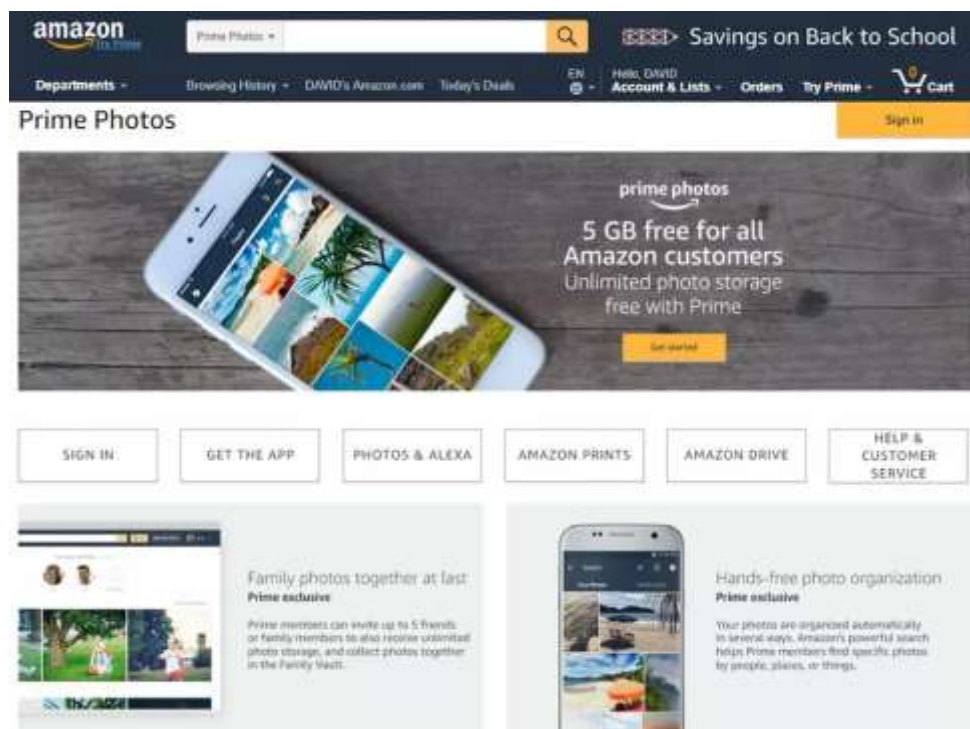 amazon
Try Prime
Prime Photos
Savings on Back to School
Departments
Browsing History
DAVID's Amazon.com
Today's Deals
EN
Hello, DAVID
Account & Lists
Orders
Try Prime
0
Cart
Prime Photos
Sign in
prime photos
5 GB free for all
Amazon customers
Unlimited photo storage
free with Prime
Get started
SIGN IN
GET THE APP
PHOTOS & ALEXA
AMAZON PRINTS
AMAZON DRIVE
HELP &
CUSTOMER
SERVICE
Family photos together at last
Prime exclusive
Prime members can invite up to 5 friends
or family members to also receive unlimited
photo storage, and collect photos together
in the Family Vault.
Hands-free photo organization
Prime exclusive
Your photos are organized automatically
in several ways. Amazon's powerful search
helps Prime members find specific photos
by people, places, or things.